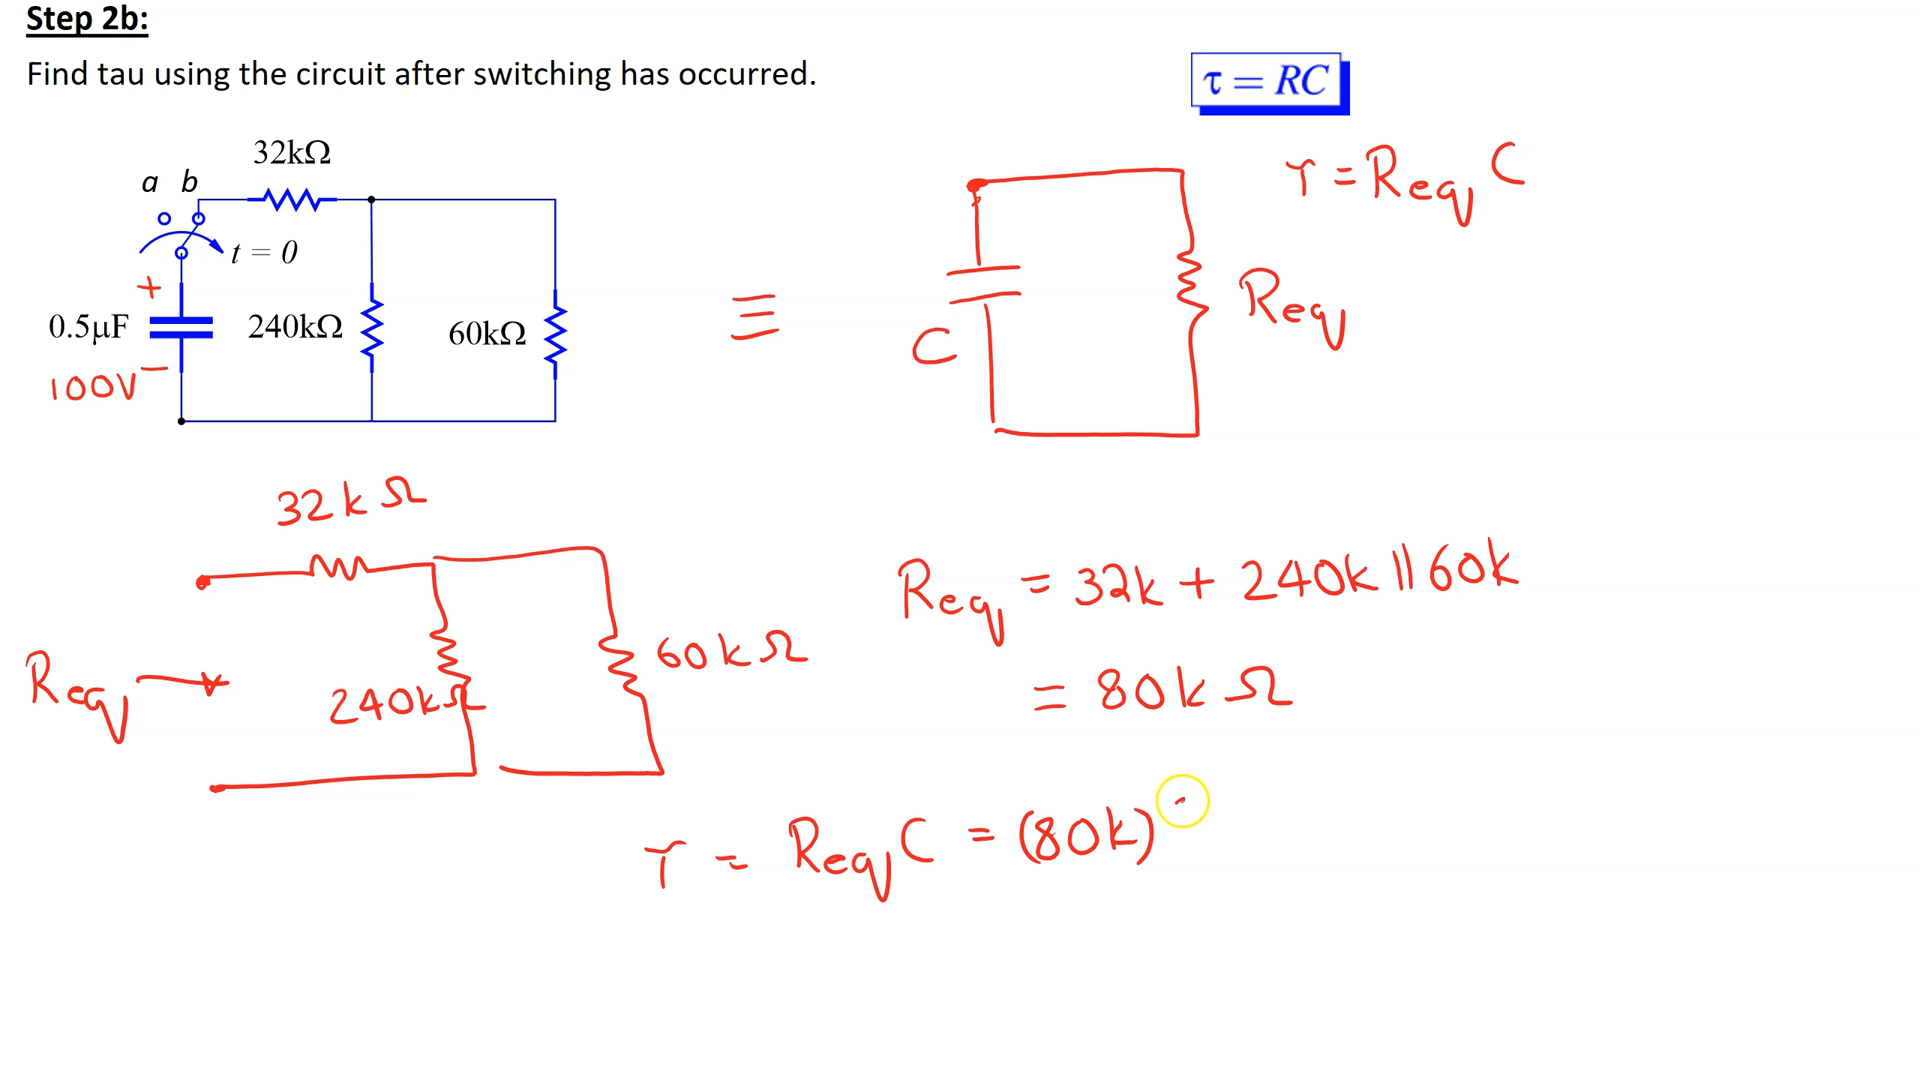 Step 2b:
Find tau using the circuit after switching has occurred.
τ = RC
τ = Req C
32kΩ
a b
t = 0
+
0.5μF
240kΩ
60kΩ
100V −
≡
C
Req
32kΩ
Req
240kΩ
60kΩ
Req = 32k + 240k || 60k
= 80kΩ
τ = Req C = (80k)